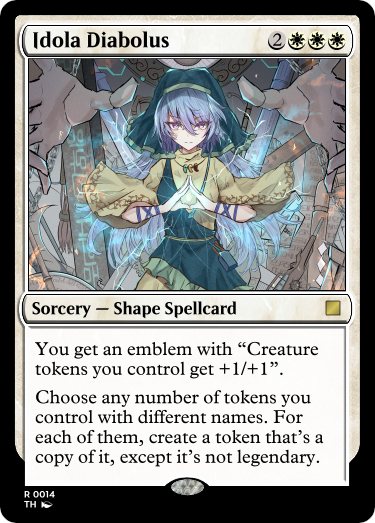 Idola Diabolus
2
Sorcery — Shape Spellcard
You get an emblem with “Creature
tokens you control get +1/+1”.
Choose any number of tokens you
control with different names. For
each of them, create a token that's a
copy of it, except it's not legendary.
R 0014
TH